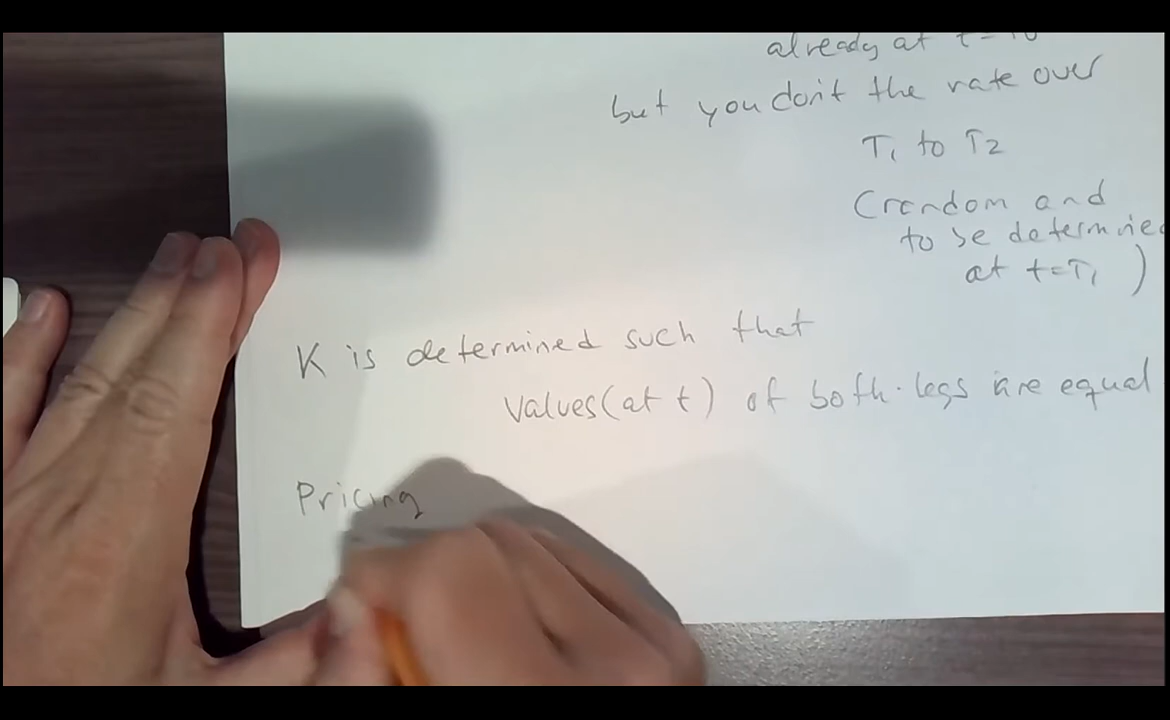 already at t = T0
but you don't the rate over
T1 to T2
(random and
to be determined
at t=T1)
K is determined such that
values (at t) of both legs are equal
Pricing